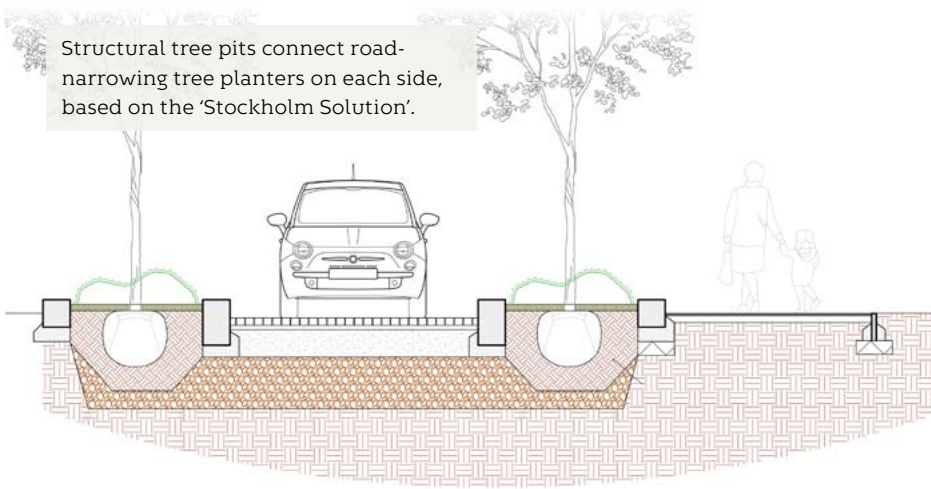 Structural tree pits connect road-
narrowing tree planters on each side,
based on the ‘Stockholm Solution’.